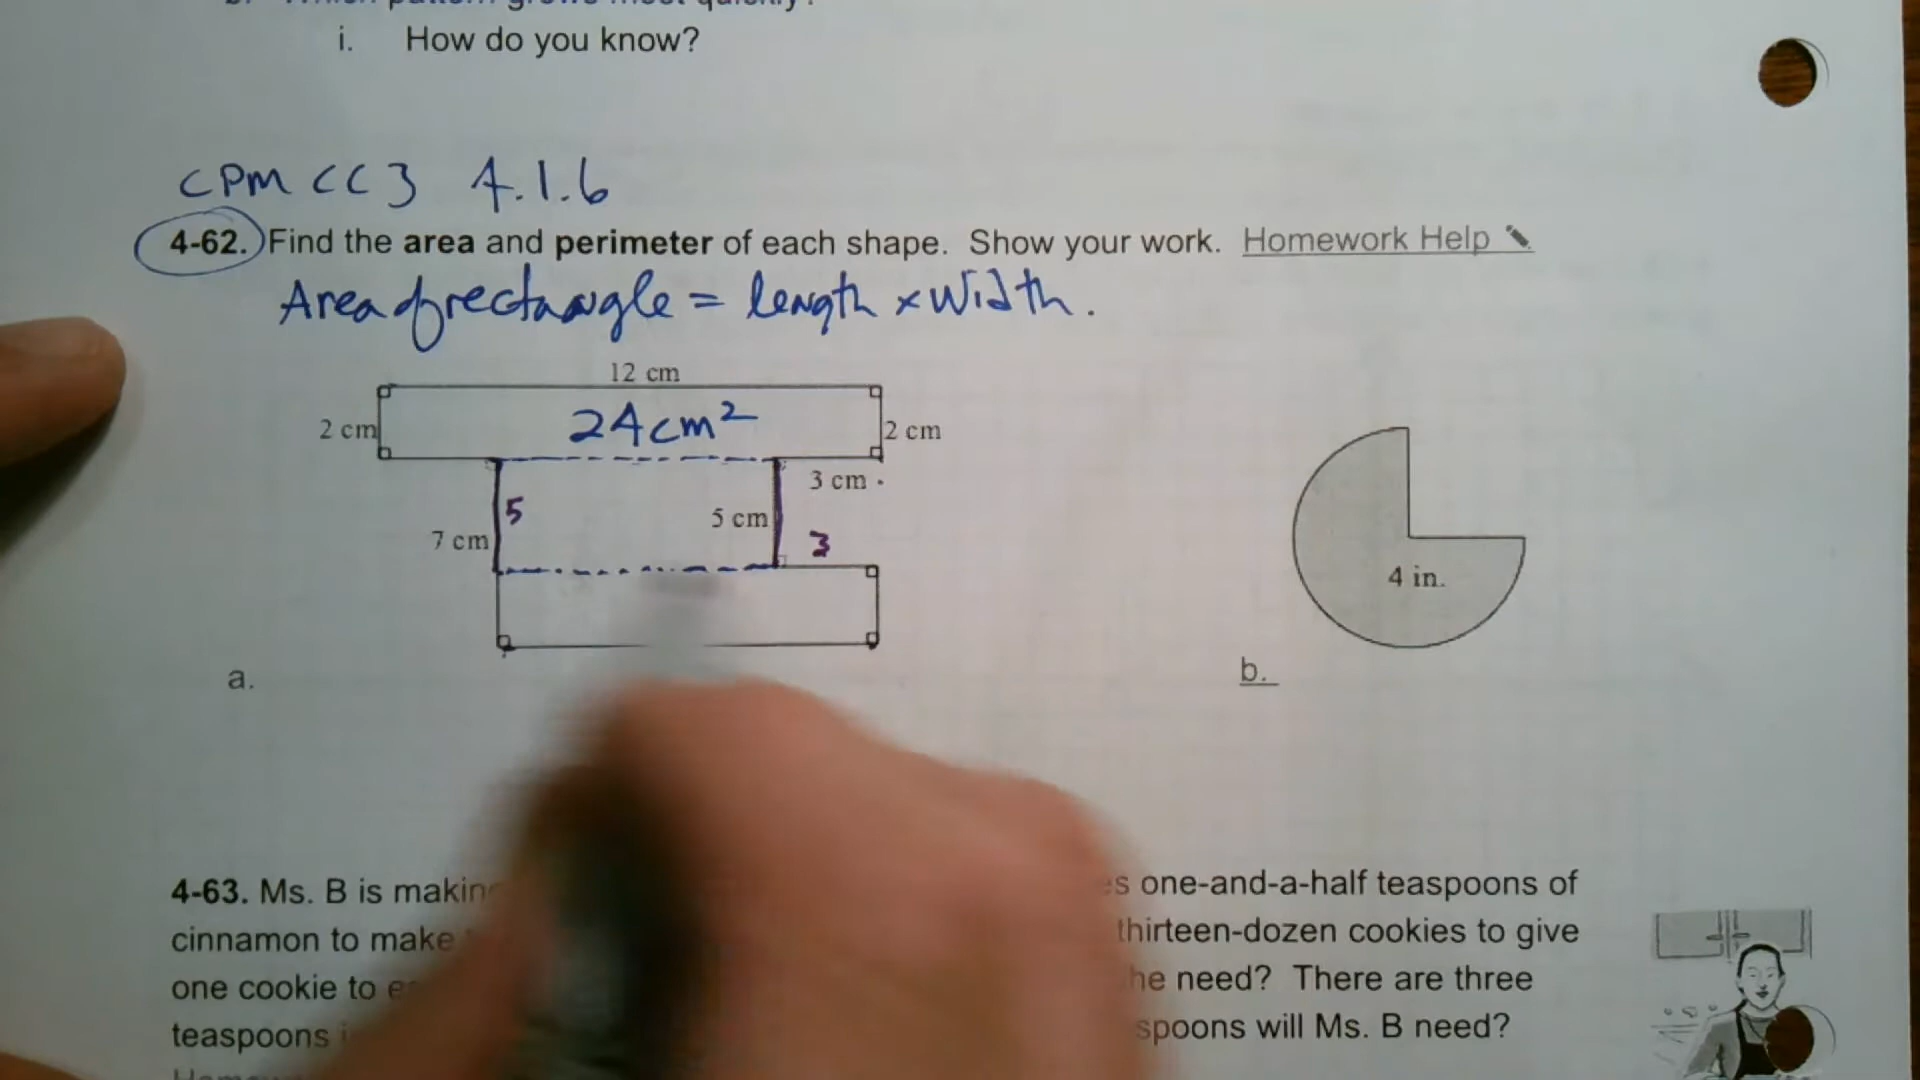 i. How do you know?
CPM CC3 4.1.6
4-62. Find the area and perimeter of each shape. Show your work. Homework Help
Area of rectangle = length × Width.
12 cm
2 cm 24cm² 2 cm
3 cm
5 5 cm
7 cm 3
4 in.
a. b.
4-63. Ms. B is s one-and-a-half teaspoons of
cinnamon to make thirteen-dozen cookies to give
one cookie to need? There are three
teaspoons spoons will Ms. B need?